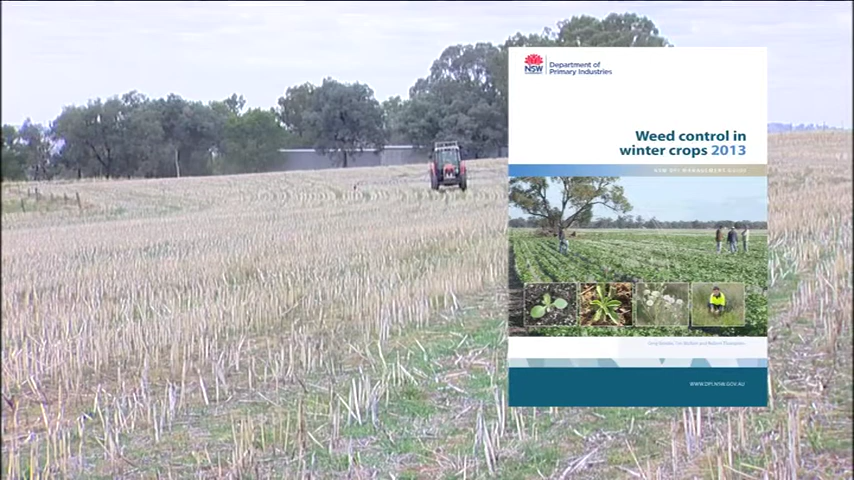 NSW
Department of
Primary Industries
Weed control in
winter crops 2013
NSW DPI MANAGEMENT GUIDE
WWW.DPI.NSW.GOV.AU